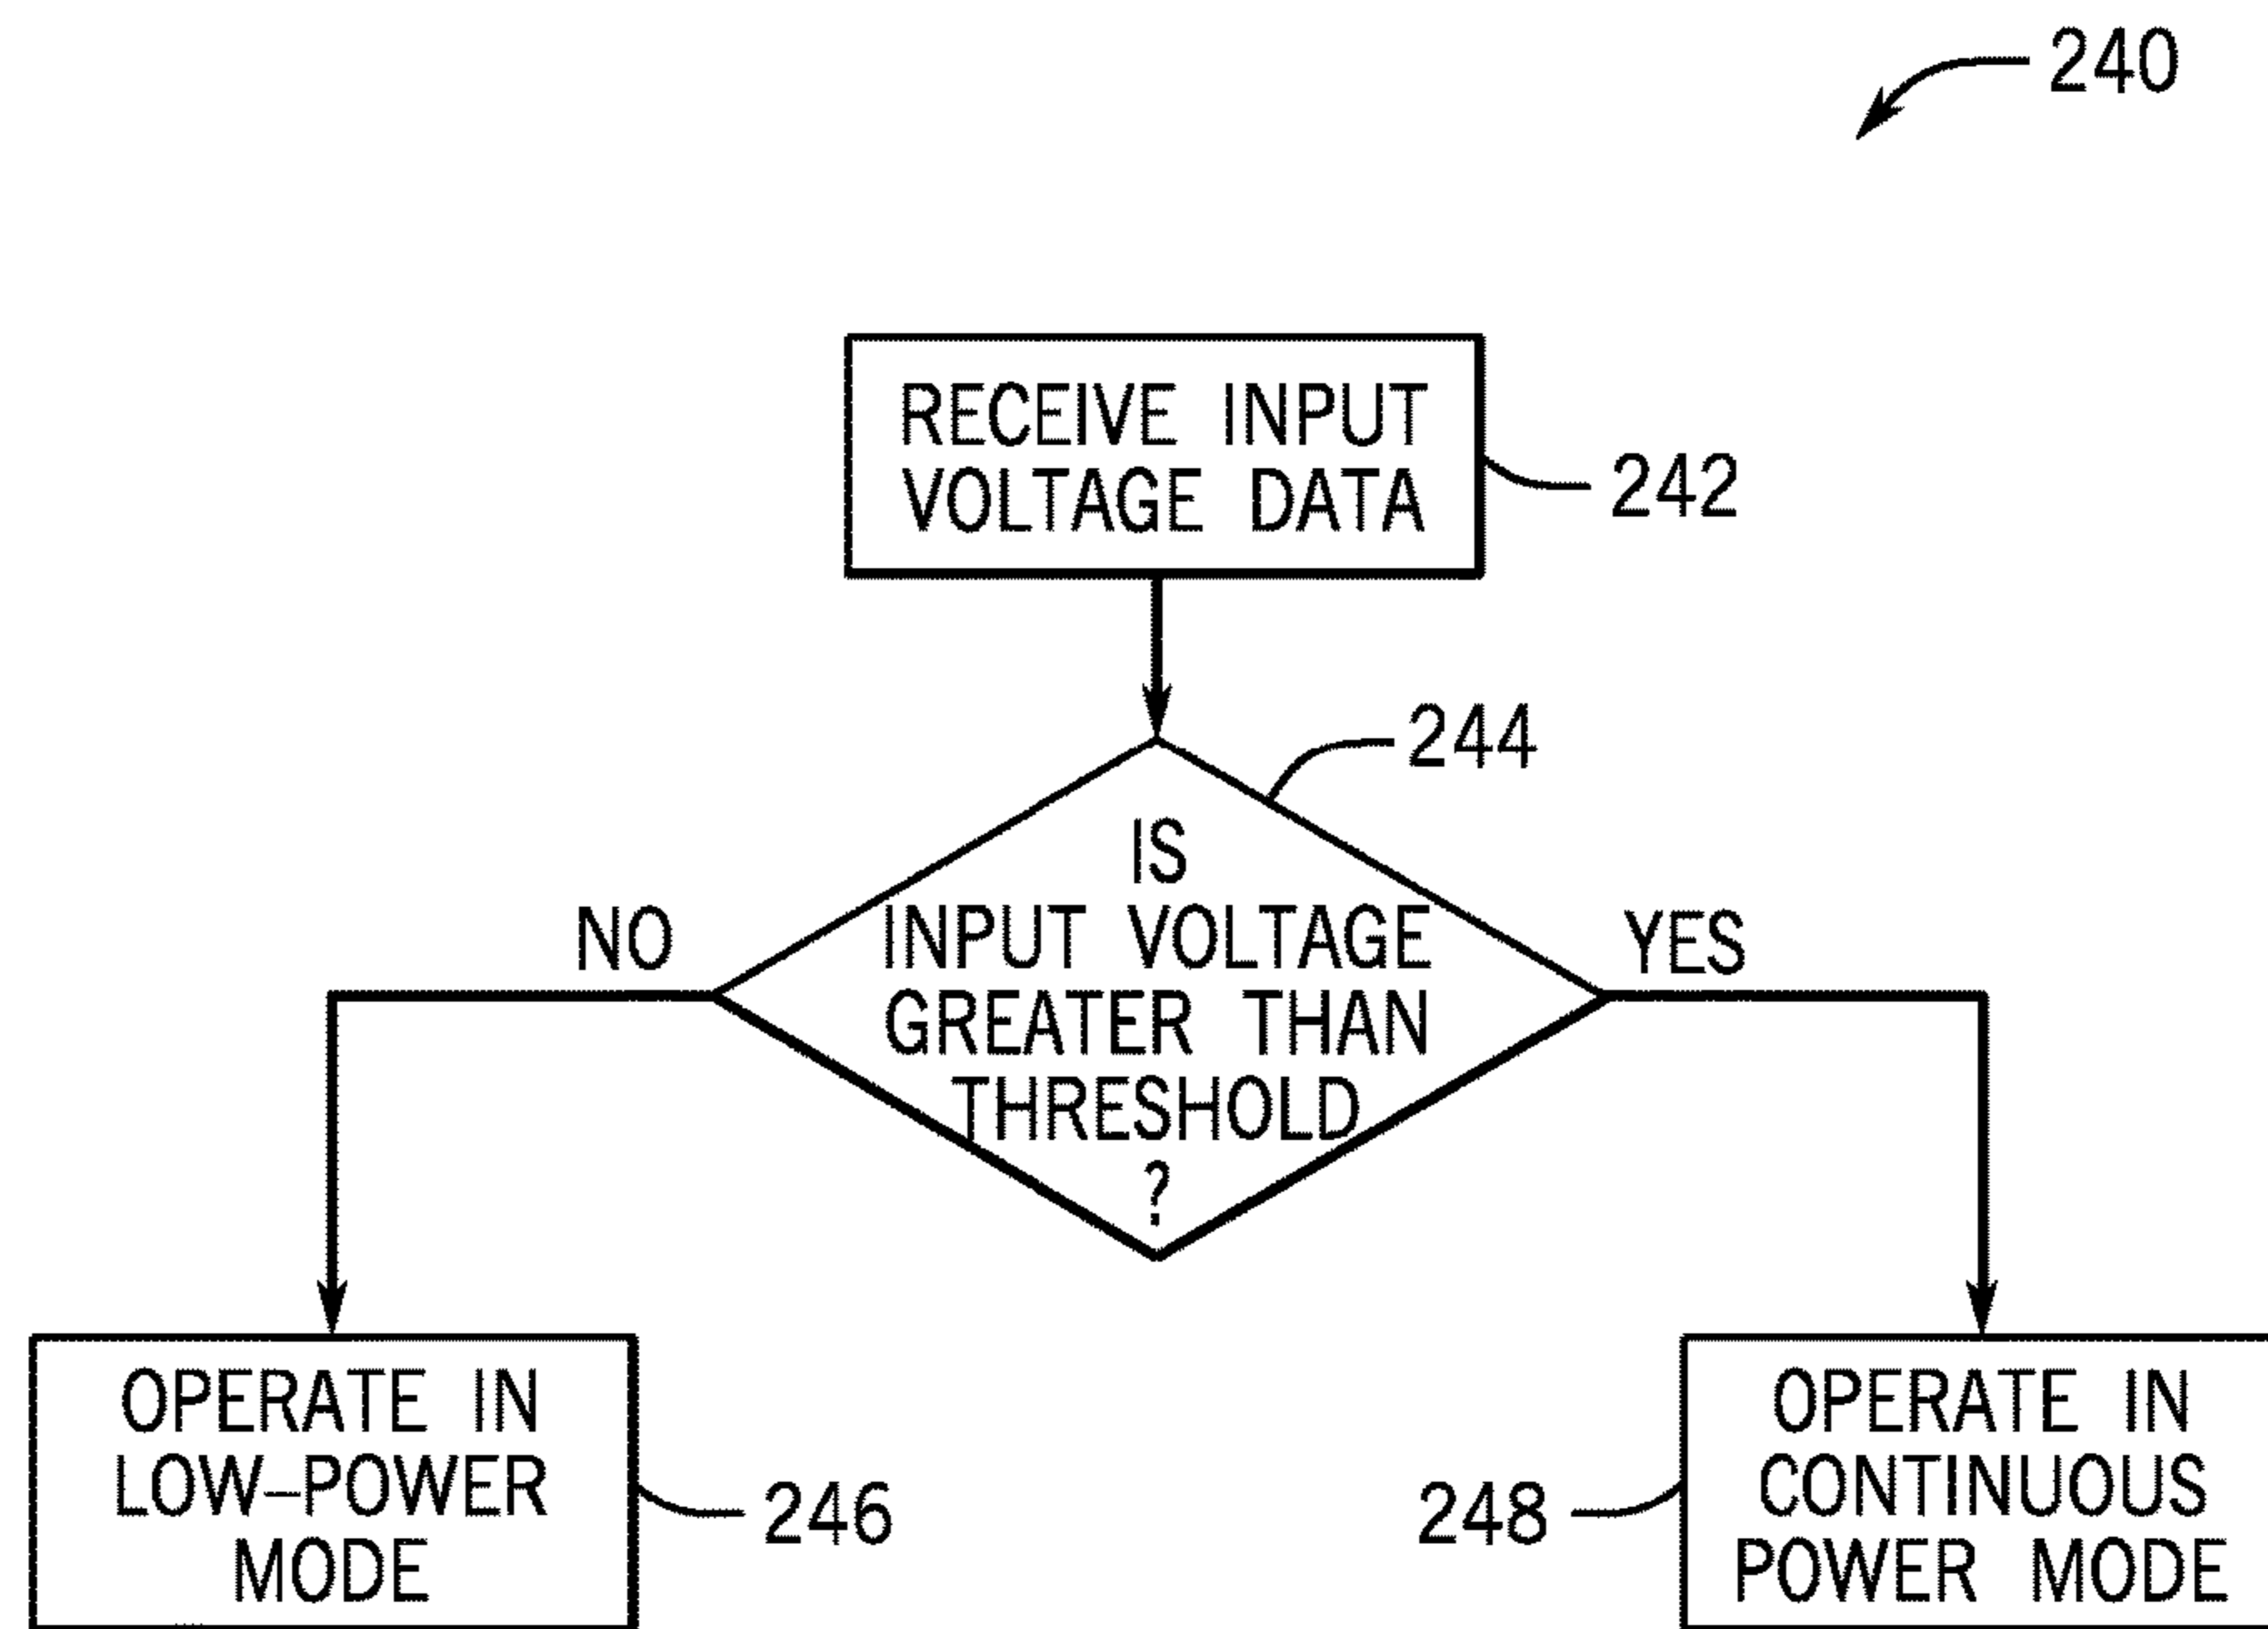 240
RECEIVE INPUT
VOLTAGE DATA
242
244
IS
INPUT VOLTAGE
GREATER THAN
THRESHOLD
?
NO
YES
OPERATE IN
LOW-POWER
MODE
246
248
OPERATE IN
CONTINUOUS
POWER MODE